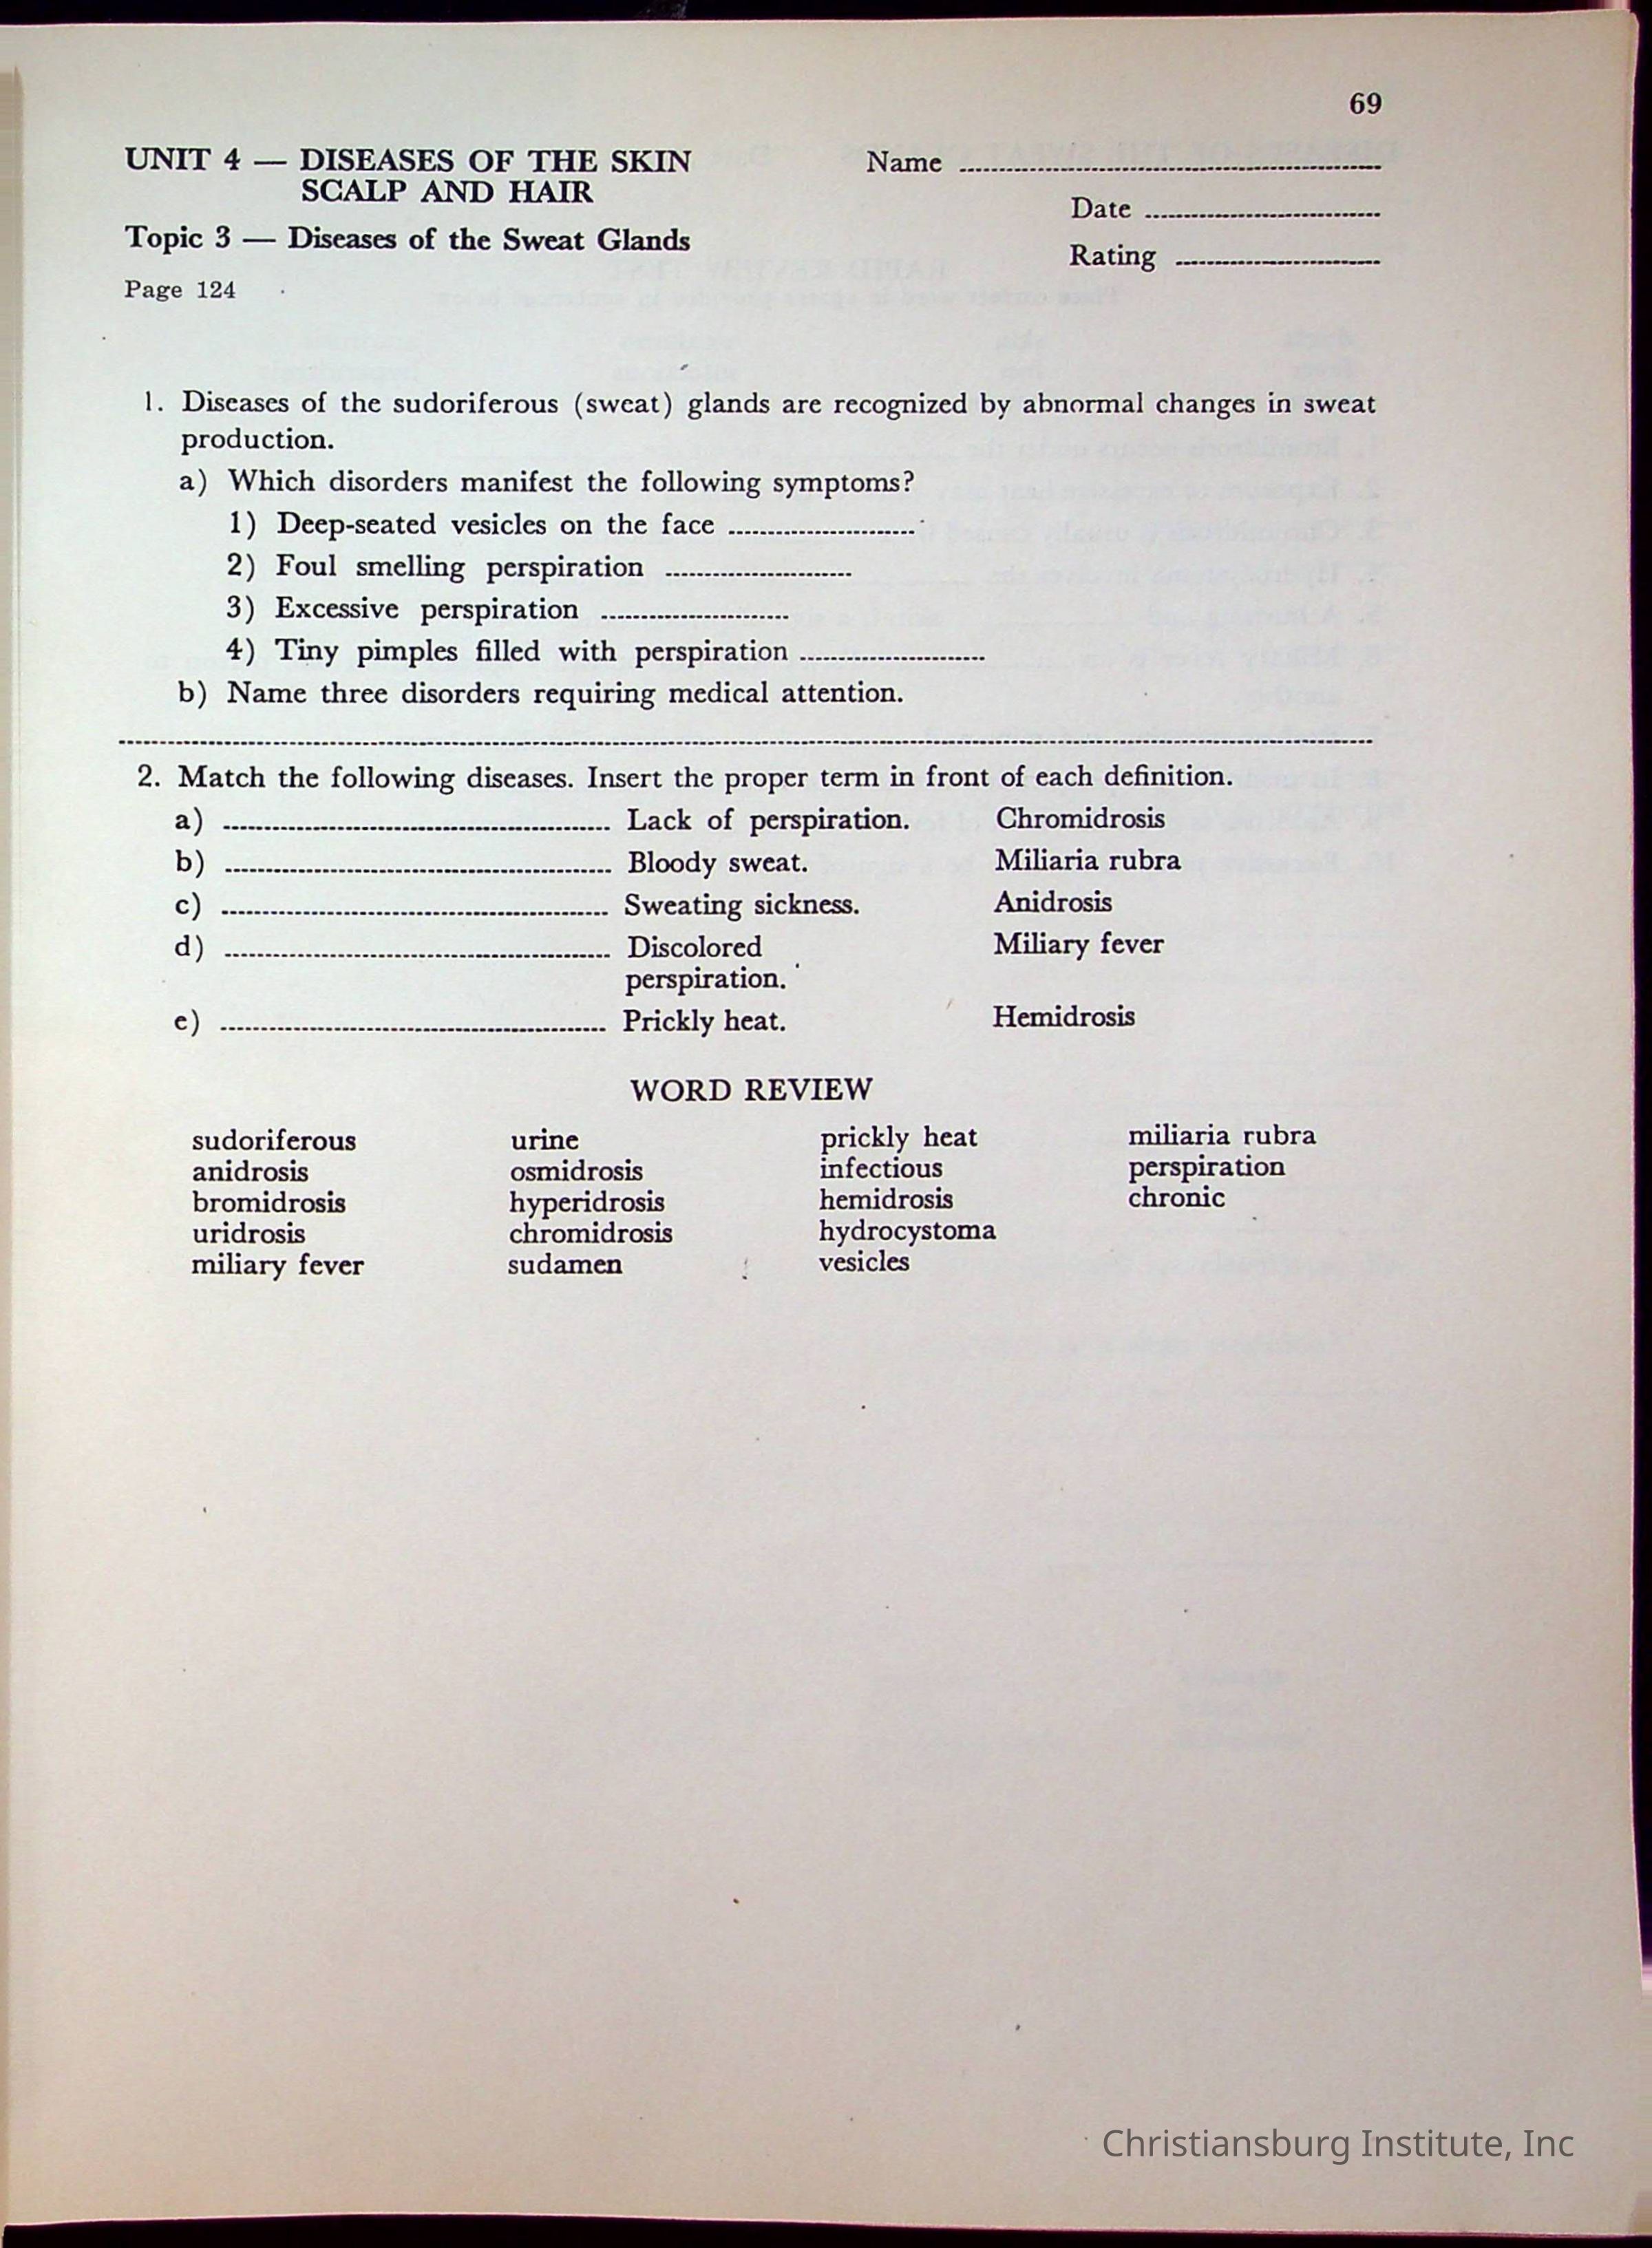 69
UNIT 4 — DISEASES OF THE SKIN
SCALP AND HAIR
Name
Date
Topic 3 — Diseases of the Sweat Glands
Rating
Page 124
1. Diseases of the sudoriferous (sweat) glands are recognized by abnormal changes in sweat
production.
a) Which disorders manifest the following symptoms?
1) Deep-seated vesicles on the face
2) Foul smelling perspiration
3) Excessive perspiration
4) Tiny pimples filled with perspiration
b) Name three disorders requiring medical attention.
2. Match the following diseases. Insert the proper term in front of each definition.
a) Lack of perspiration. Chromidrosis
b) Bloody sweat. Miliaria rubra
c) Sweating sickness. Anidrosis
d) Discolored Miliary fever
perspiration.
e) Prickly heat. Hemidrosis
WORD REVIEW
sudoriferous urine prickly heat miliaria rubra
anidrosis osmidrosis infectious perspiration
bromidrosis hyperidrosis hemidrosis chronic
uridrosis chromidrosis hydrocystoma
miliary fever sudamen vesicles
Christiansburg Institute, Inc